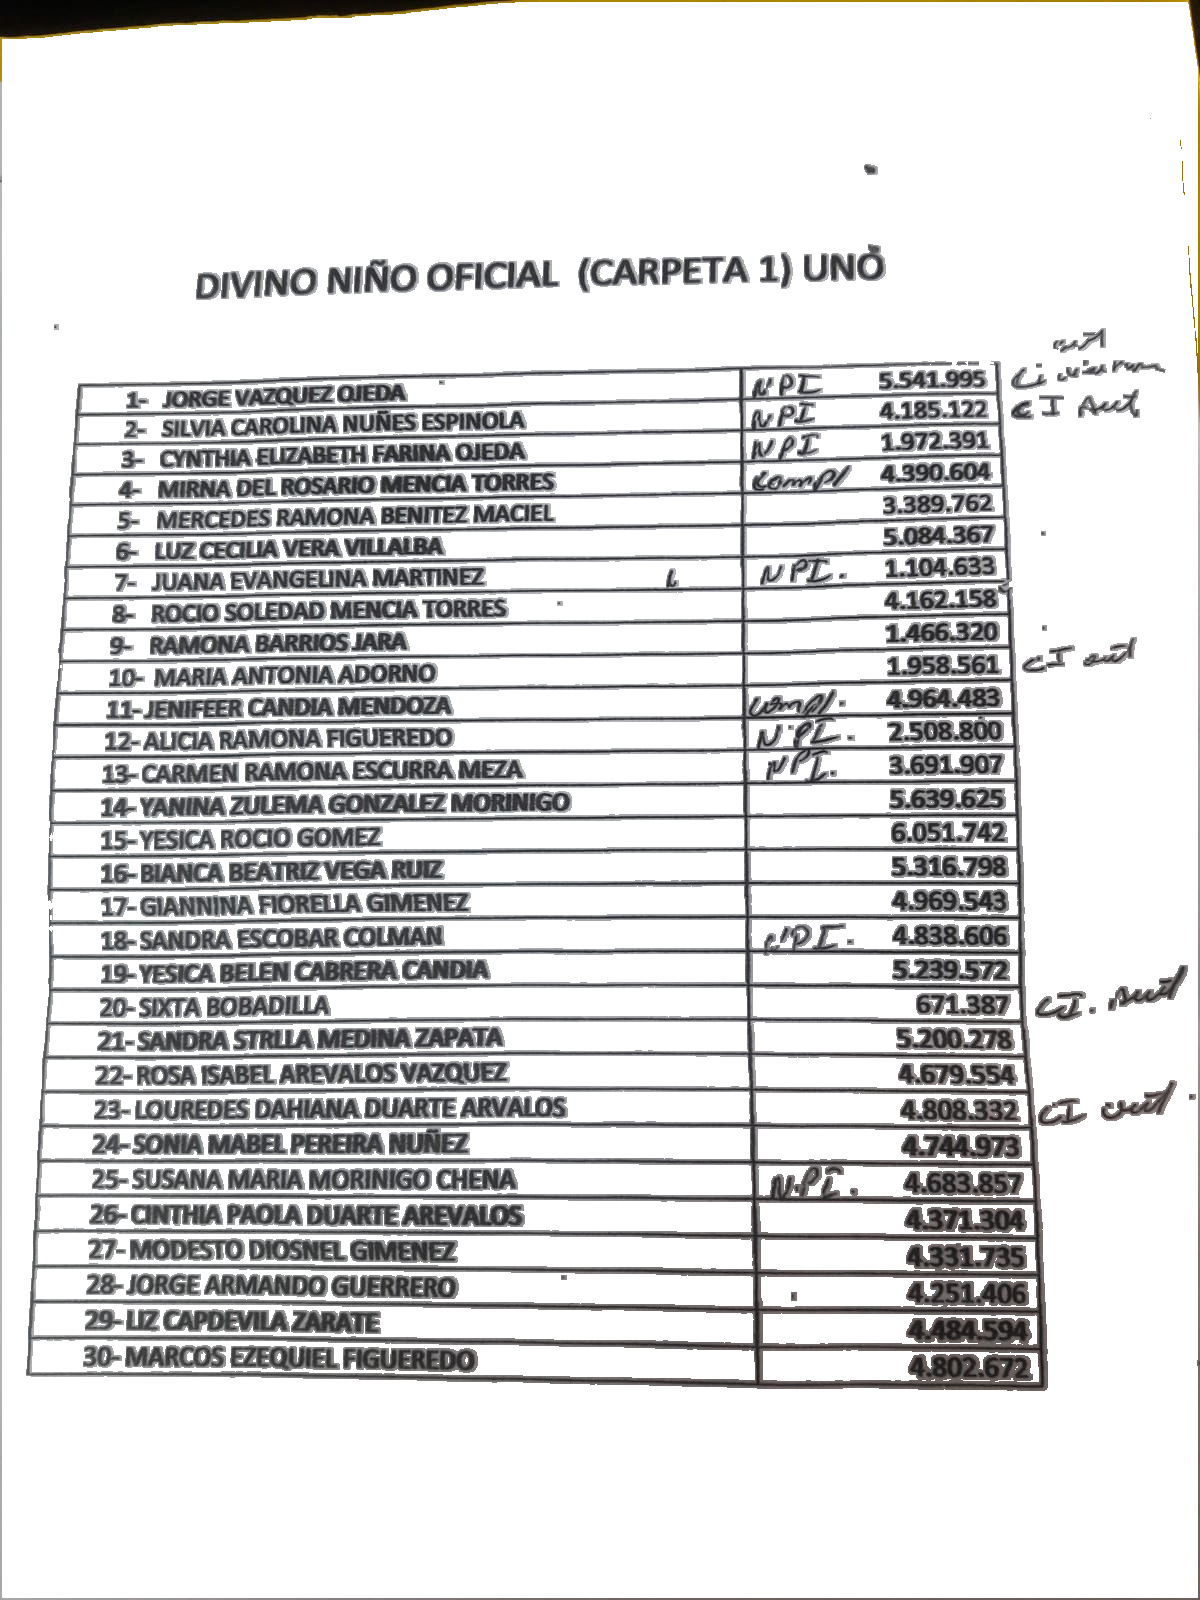 DIVINO NIÑO OFICIAL (CARPETA 1) UNO
aut
1- JORGE VAZQUEZ OJEDA NPI 5.541.995 Ci
2- SILVIA CAROLINA NUÑES ESPINOLA NPI 4.185.122 CI Aut.
3- CYNTHIA ELIZABETH FARINA OJEDA NPI 1.972.391
4- MIRNA DEL ROSARIO MENCIA TORRES Compl 4.390.604
5- MERCEDES RAMONA BENITEZ MACIEL 3.389.762
6- LUZ CECILIA VERA VILLALBA 5.084.367
7- JUANA EVANGELINA MARTINEZ NPI. 1.104.633
8- ROCIO SOLEDAD MENCIA TORRES 4.162.158
9- RAMONA BARRIOS JARA 1.466.320
10- MARIA ANTONIA ADORNO 1.958.561 CI aut
11- JENIFEER CANDIA MENDOZA Compl. 4.964.483
12- ALICIA RAMONA FIGUEREDO N.PI. 2.508.800
13- CARMEN RAMONA ESCURRA MEZA NPI. 3.691.907
14- YANINA ZULEMA GONZALEZ MORINIGO 5.639.625
15- YESICA ROCIO GOMEZ 6.051.742
16- BIANCA BEATRIZ VEGA RUIZ 5.316.798
17- GIANNINA FIORELLA GIMENEZ 4.969.543
18- SANDRA ESCOBAR COLMAN N'PI. 4.838.606
19- YESICA BELEN CABRERA CANDIA 5.239.572
20- SIXTA BOBADILLA 671.387 CI. Aut
21- SANDRA STRLLA MEDINA ZAPATA 5.200.278
22- ROSA ISABEL AREVALOS VAZQUEZ 4.679.554
23- LOUREDES DAHIANA DUARTE ARVALOS 4.808.332 CI aut
24- SONIA MABEL PEREIRA NUÑEZ 4.744.973
25- SUSANA MARIA MORINIGO CHENA N.PI. 4.683.857
26- CINTHIA PAOLA DUARTE AREVALOS 4.371.304
27- MODESTO DIOSNEL GIMENEZ 4.331.735
28- JORGE ARMANDO GUERRERO 4.251.406
29- LIZ CAPDEVILA ZARATE 4.484.594
30- MARCOS EZEQUIEL FIGUEREDO 4.802.672